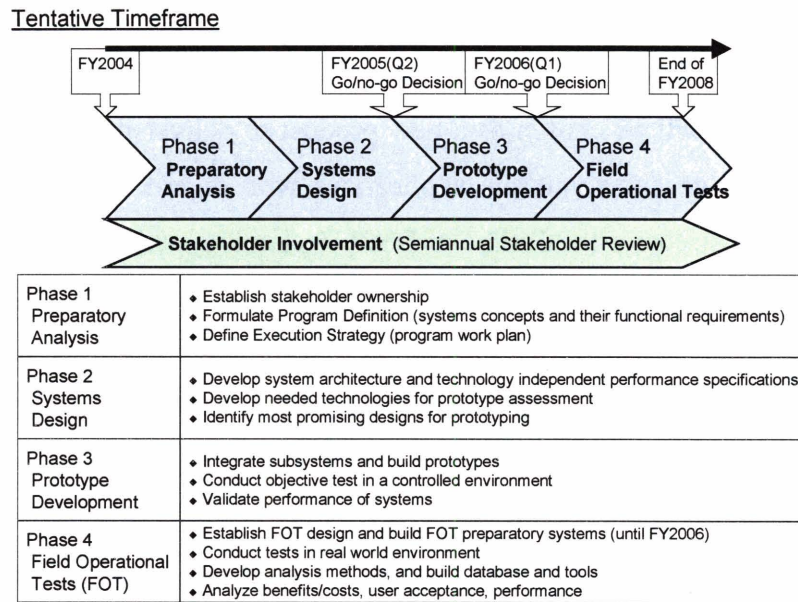 Tentative Timeframe
FY2004
FY2005(Q2)
Go/no-go Decision
FY2006(Q1)
Go/no-go Decision
End of
FY2008
Phase 1
Preparatory
Analysis
Phase 2
Systems
Design
Phase 3
Prototype
Development
Phase 4
Field
Operational Tests
Stakeholder Involvement (Semiannual Stakeholder Review)
Phase 1
Preparatory
Analysis
◆ Establish stakeholder ownership
◆ Formulate Program Definition (systems concepts and their functional requirements)
◆ Define Execution Strategy (program work plan)
Phase 2
Systems
Design
◆ Develop system architecture and technology independent performance specifications
◆ Develop needed technologies for prototype assessment
◆ Identify most promising designs for prototyping
Phase 3
Prototype
Development
◆ Integrate subsystems and build prototypes
◆ Conduct objective test in a controlled environment
◆ Validate performance of systems
Phase 4
Field Operational
Tests (FOT)
◆ Establish FOT design and build FOT preparatory systems (until FY2006)
◆ Conduct tests in real world environment
◆ Develop analysis methods, and build database and tools
◆ Analyze benefits/costs, user acceptance, performance